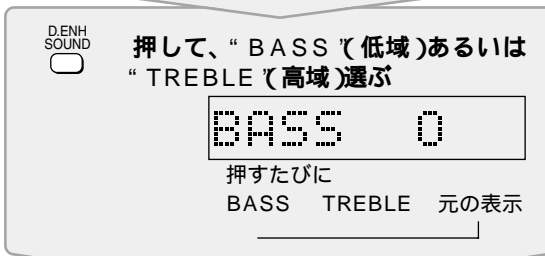 D.ENH
SOUND
押して、“BASS”(低域)あるいは
“TREBLE”(高域)選ぶ
BASS 0
押すたびに
BASS TREBLE 元の表示